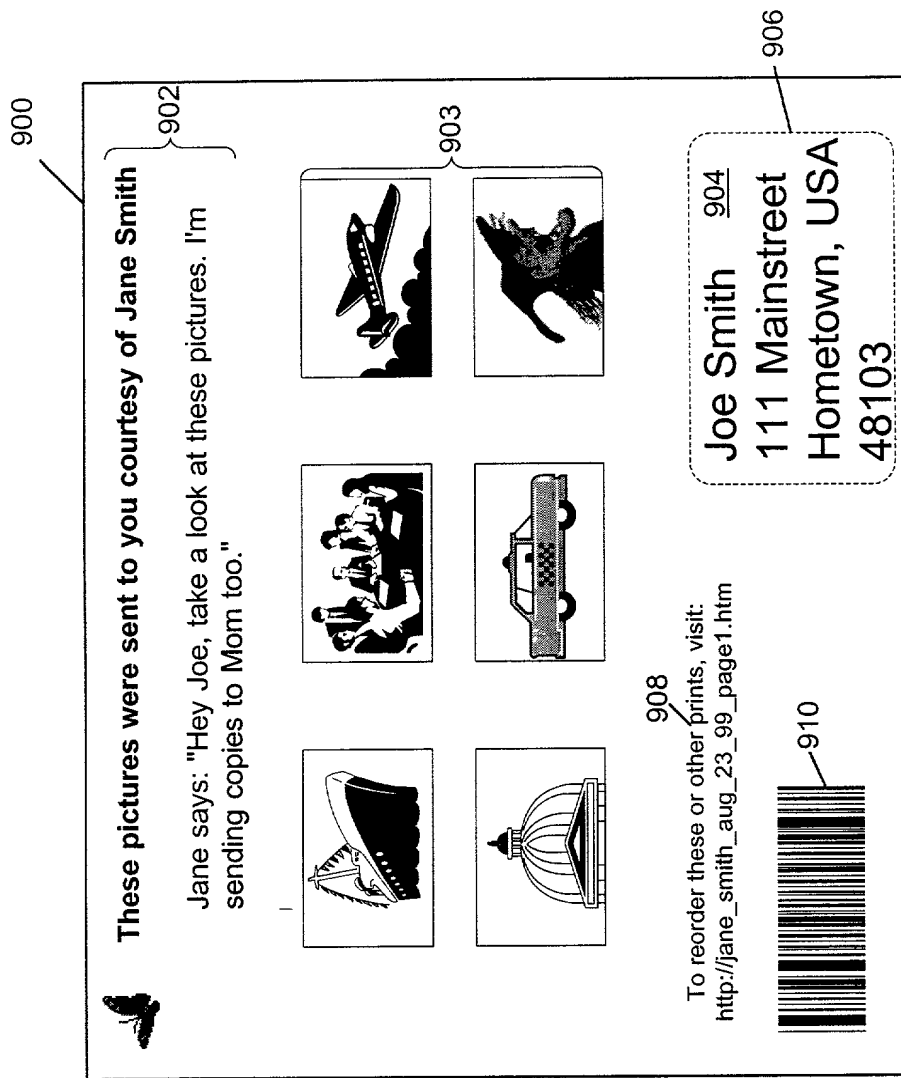 900
These pictures were sent to you courtesy of Jane Smith
902
Jane says: "Hey Joe, take a look at these pictures. I'm
sending copies to Mom too."
903
908
To reorder these or other prints, visit:
http://jane_smith_aug_23_99_page1.htm
910
Joe Smith 904
111 Mainstreet
Hometown, USA
48103
906